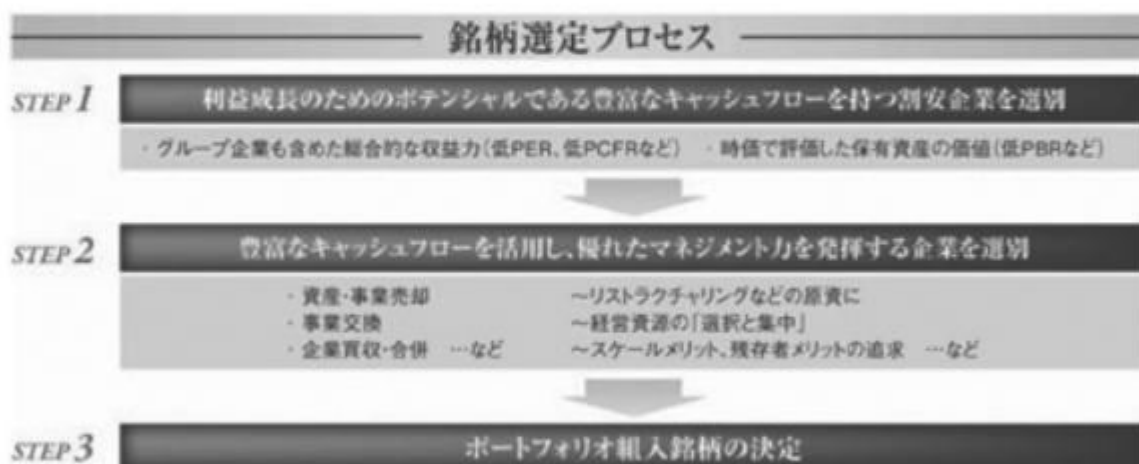 銘柄選定プロセス
STEP 1 利益成長のためのポテンシャルである豊富なキャッシュフローを持つ割安企業を選別
・グループ企業も含めた総合的な収益力(低PER、低PCFRなど) ・時価で評価した保有資産の価値(低PBRなど)
STEP 2 豊富なキャッシュフローを活用し、優れたマネジメント力を発揮する企業を選別
・資産・事業売却 ～リストラクチャリングなどの原資に
・事業交換 ～経営資源の「選択と集中」
・企業買収・合併 …など ～スケールメリット、残存者メリットの追求 …など
STEP 3 ポートフォリオ組入銘柄の決定